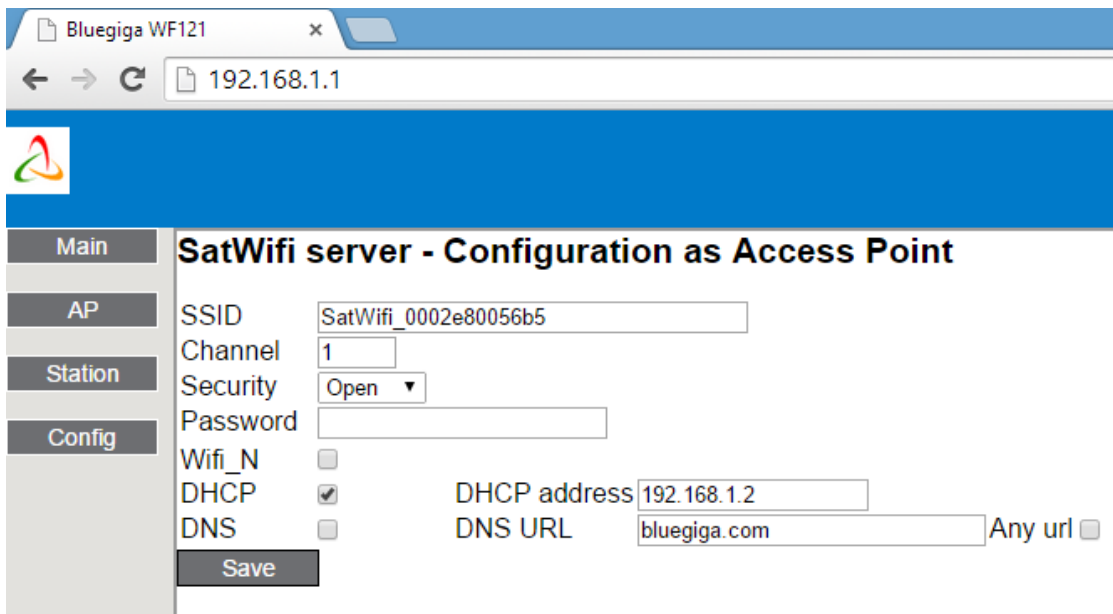 Bluegiga WF121
192.168.1.1
Main
AP
Station
Config
SatWifi server - Configuration as Access Point
SSID SatWifi_0002e80056b5
Channel 1
Security Open
Password
Wifi_N
DHCP DHCP address 192.168.1.2
DNS DNS URL bluegiga.com Any url
Save